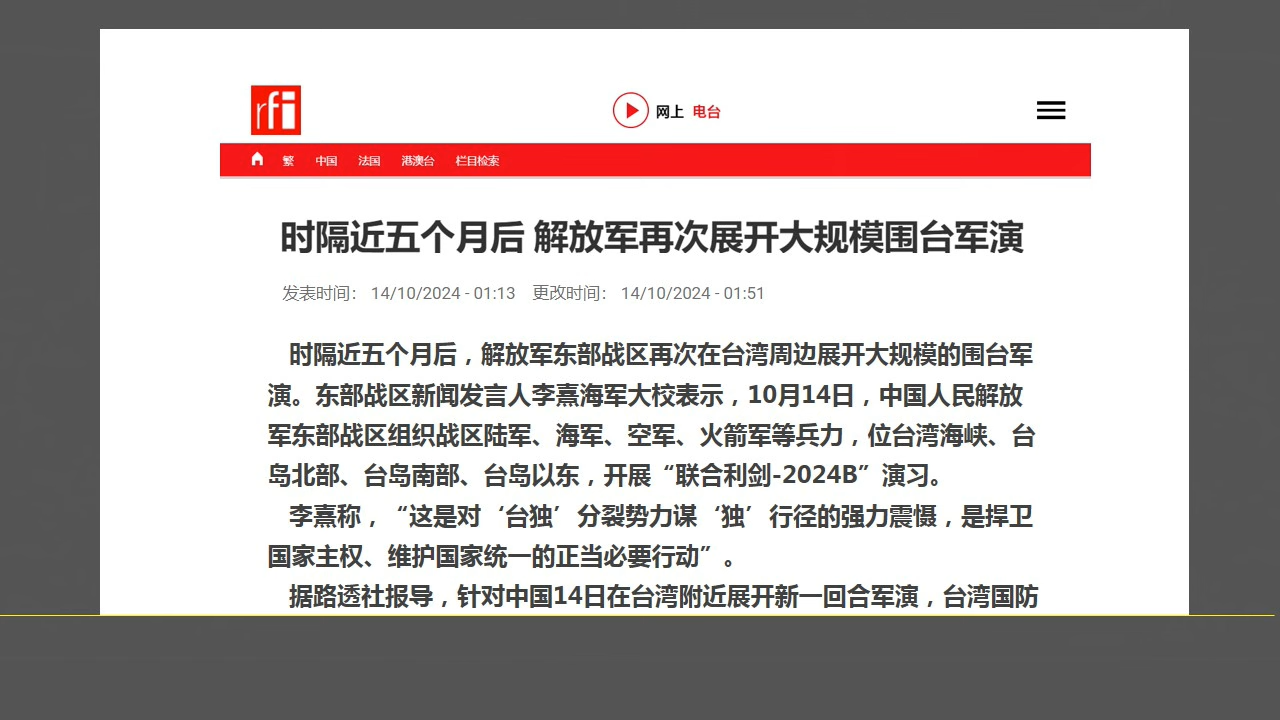 rfi
网上 电台
繁 中国 法国 港澳台 栏目检索
时隔近五个月后 解放军再次展开大规模围台军演
发表时间： 14/10/2024 - 01:13 更改时间： 14/10/2024 - 01:51
时隔近五个月后，解放军东部战区再次在台湾周边展开大规模的围台军
演。东部战区新闻发言人李熹海军大校表示，10月14日，中国人民解放
军东部战区组织战区陆军、海军、空军、火箭军等兵力，位台湾海峡、台
岛北部、台岛南部、台岛以东，开展“联合利剑-2024B”演习。
李熹称，“这是对‘台独’分裂势力谋‘独’行径的强力震慑，是捍卫
国家主权、维护国家统一的正当必要行动”。
据路透社报导，针对中国14日在台湾附近展开新一回合军演，台湾国防